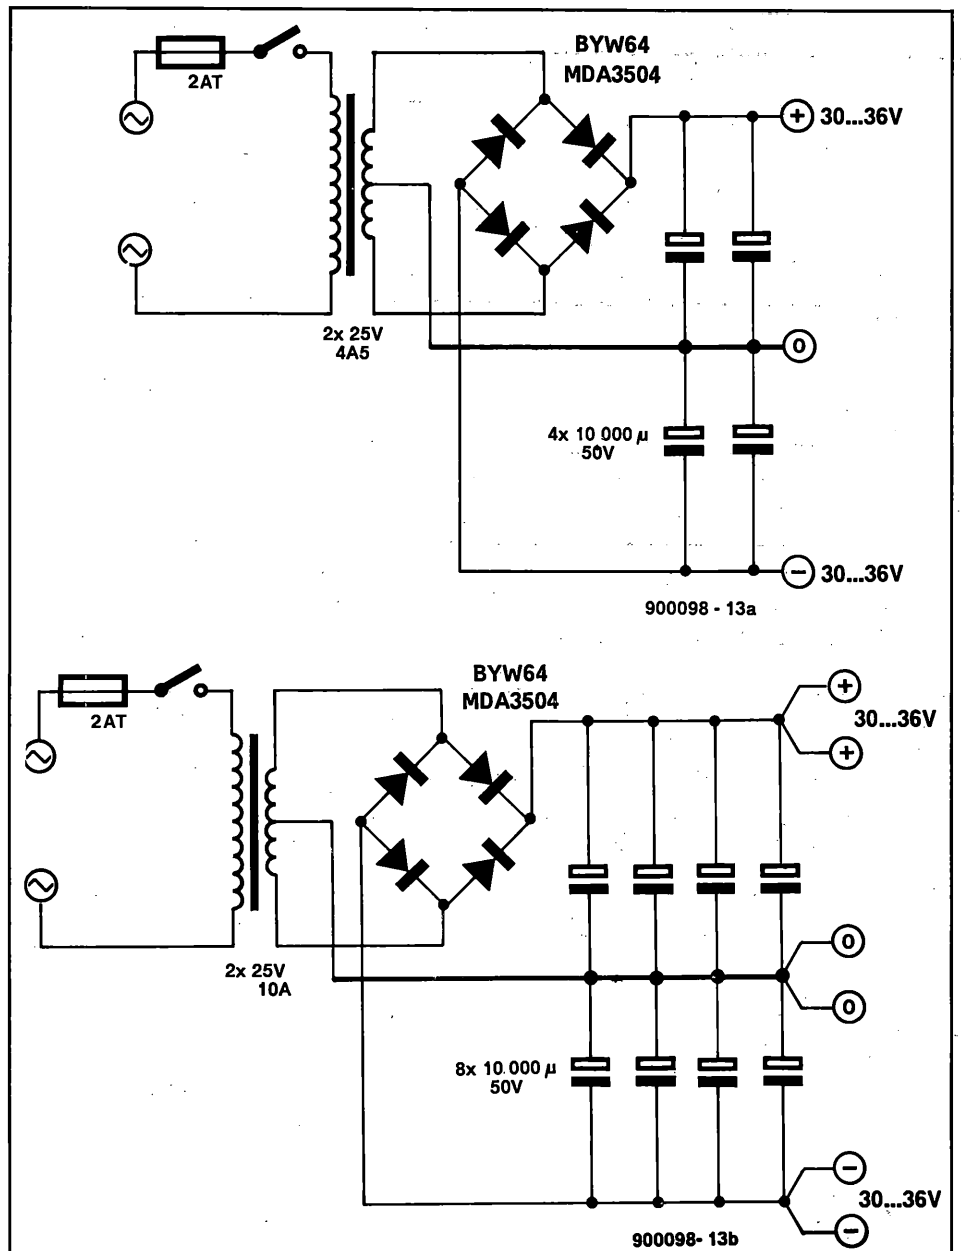 BYW64
MDA3504
2AT
+ 30...36V
2x 25V
4A5
0
4x 10 000 µ
50V
− 30...36V
900098 - 13a
BYW64
MDA3504
2AT
+
30...36V
+
2x 25V
10A
0
0
8x 10 000 µ
50V
−
30...36V
−
900098- 13b